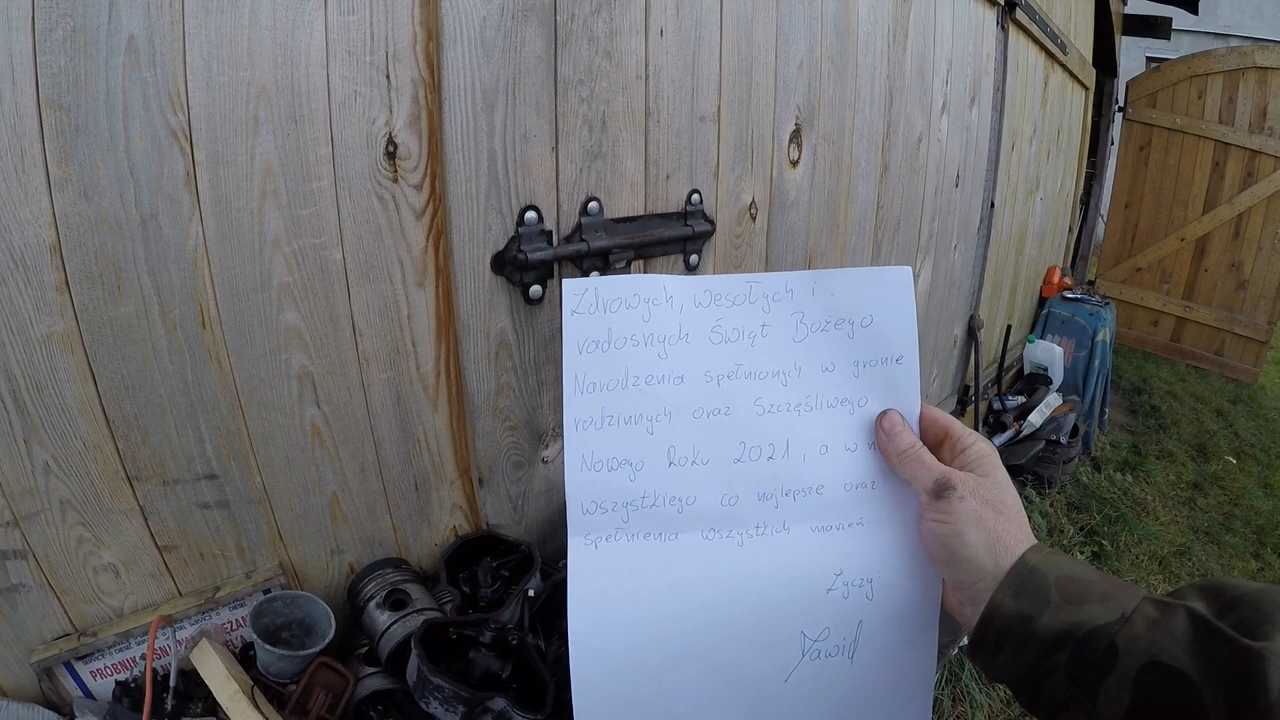 Zdrowych, wesołych i
radosnych Świąt Bożego
Narodzenia spełnionych w gronie
rodzinnych oraz Szczęśliwego
Nowego Roku 2021, a w
wszystkiego co najlepsze oraz
spełnienia wszystkich marzeń.
Życzy
Dawid
PRÓBNIK